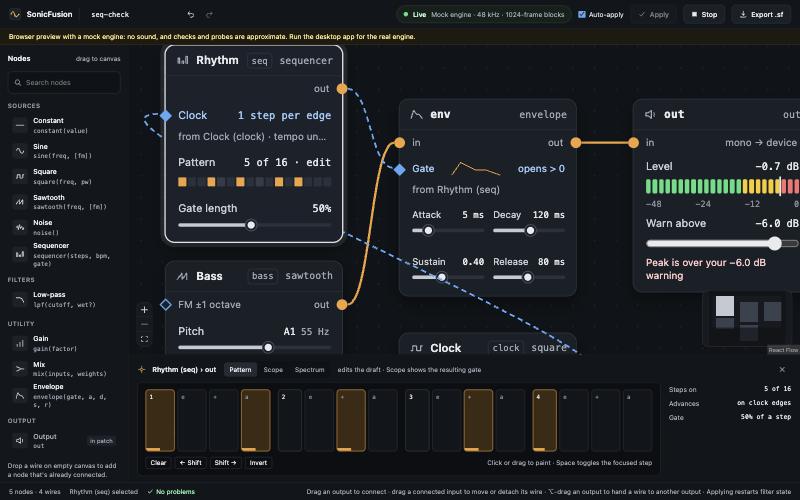 SonicFusion
seq-check
Live Mock engine · 48 kHz · 1024-frame blocks
Auto-apply
Apply
Stop
Export .sf
Browser preview with a mock engine: no sound, and checks and probes are approximate. Run the desktop app for the real engine.
Nodes
drag to canvas
Search nodes
SOURCES
Constant
constant(value)
Sine
sine(freq, [fm])
Square
square(freq, pw)
Sawtooth
sawtooth(freq, [fm])
Noise
noise()
Sequencer
sequencer(steps, bpm, gate)
FILTERS
Low-pass
lpf(cutoff, wet?)
UTILITY
Gain
gain(factor)
Mix
mix(inputs, weights)
Envelope
envelope(gate, a, d, s, r)
OUTPUT
Output
out
in patch
Drop a wire on empty canvas to add a node that's already connected.
Rhythm seq sequencer
out
Clock 1 step per edge
from Clock (clock) · tempo un...
Pattern 5 of 16 · edit
Gate length 50%
Bass bass sawtooth
FM ±1 octave out
Pitch A1 55 Hz
env envelope
in out
Gate opens > 0
from Rhythm (seq)
Attack 5 ms Decay 120 ms
Sustain 0.40 Release 80 ms
Clock clock square
out out
in mono → device
Level -0.7 dB
-48 -24 -12 0
Warn above -6.0 dB
Peak is over your -6.0 dB warning
React Flow
Rhythm (seq) › out
Pattern
Scope
Spectrum
edits the draft · Scope shows the resulting gate
1 e + a 2 e + a 3 e + a 4 e + a
Clear
← Shift
Shift →
Invert
Click or drag to paint · Space toggles the focused step
Steps on 5 of 16
Advances on clock edges
Gate 50% of a step
5 nodes · 4 wires
Rhythm (seq) selected
No problems
Drag an output to connect · drag a connected input to move or detach its wire · ⌥-drag an output to hand a wire to another output · Applying restarts filter state